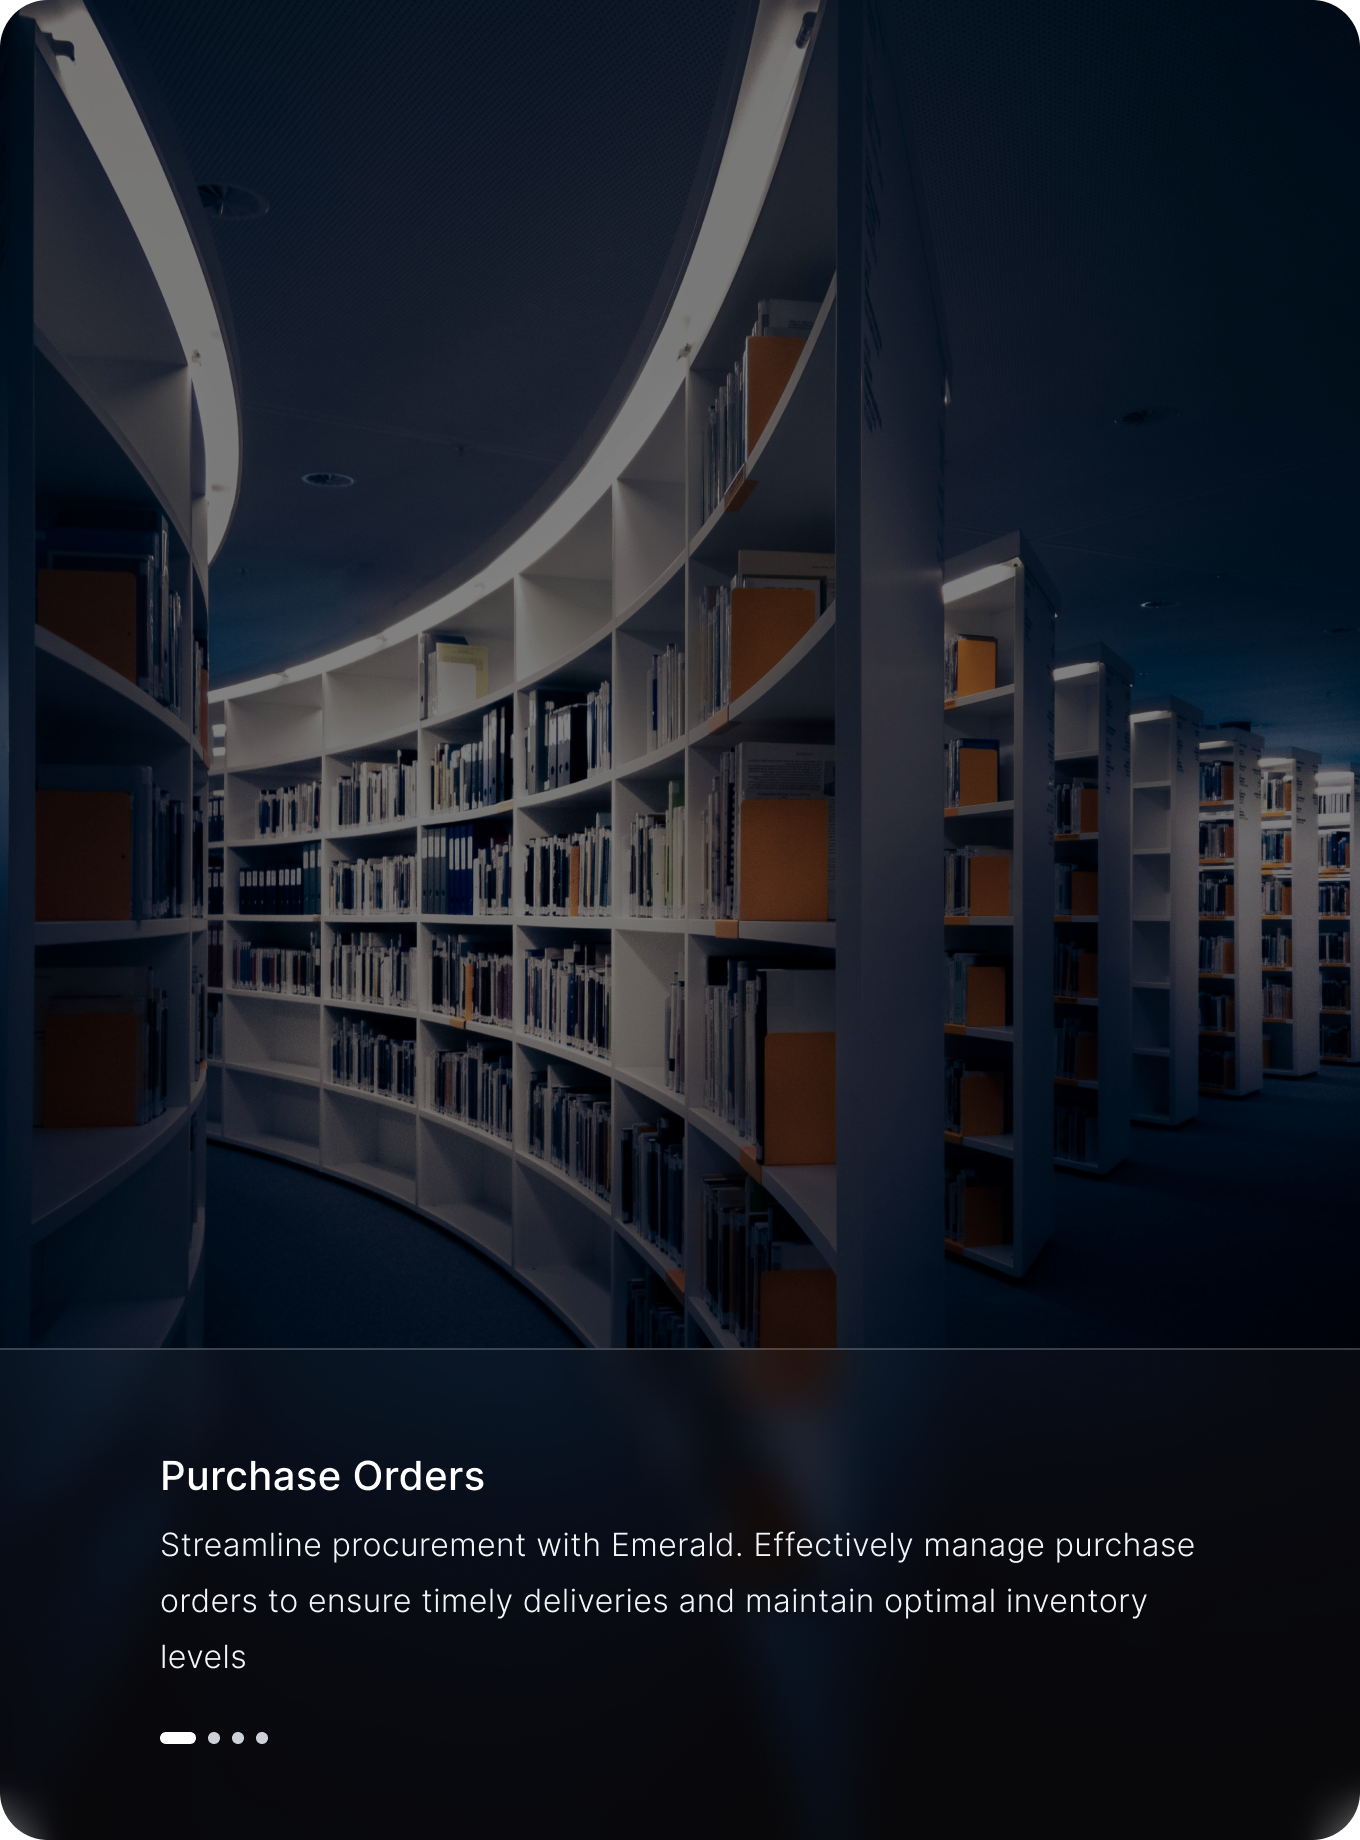 Purchase Orders
Streamline procurement with Emerald. Effectively manage purchase
orders to ensure timely deliveries and maintain optimal inventory
levels